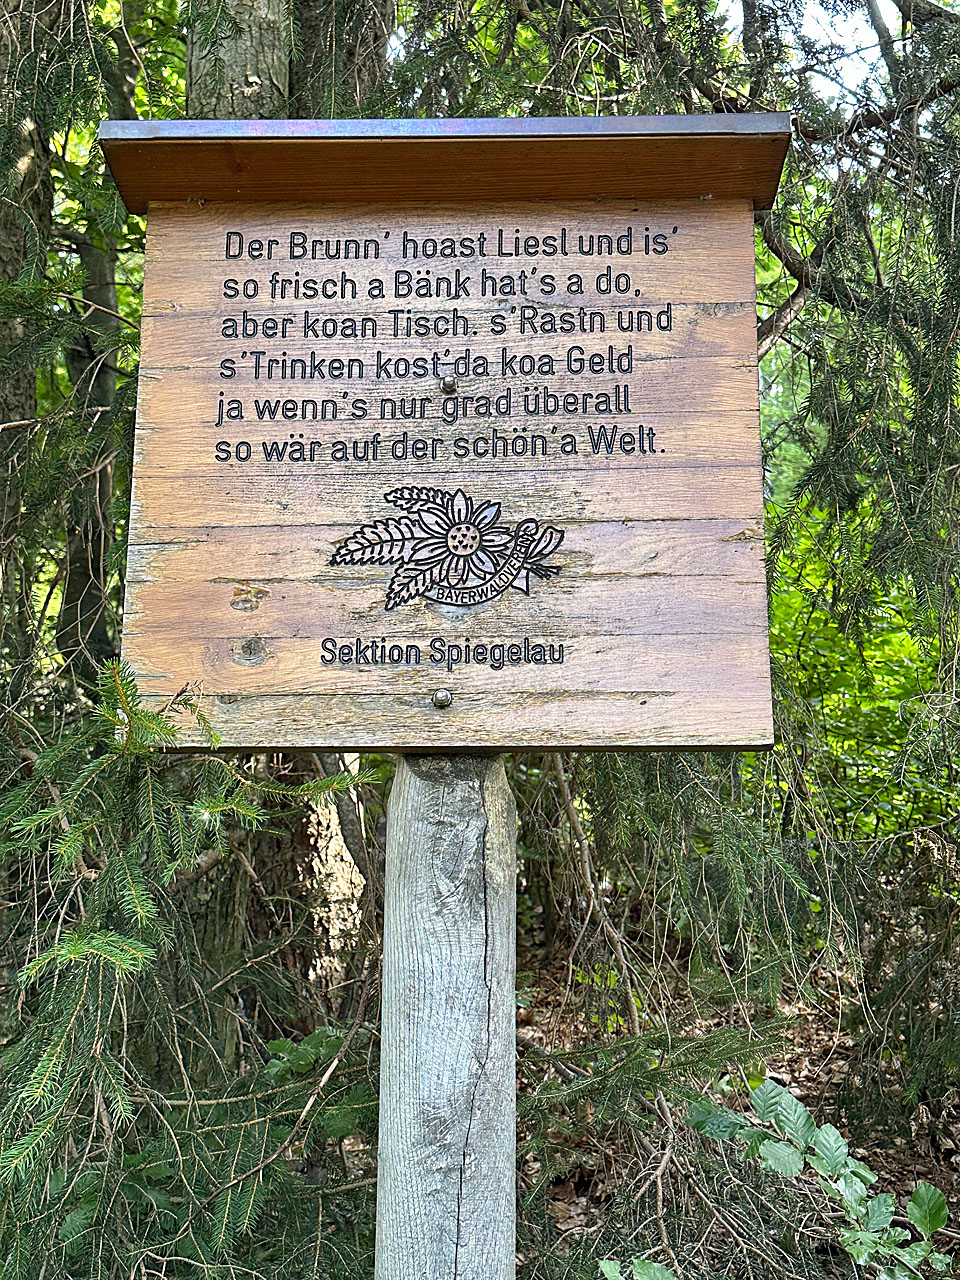 Der Brunn' hoast Liesl und is'
so frisch a Bänk hat's a do,
aber koan Tisch. s'Rastn und
s'Trinken kost'da koa Geld
ja wenn's nur grad überall
so wär auf der schön'a Welt.
BAYERWALDVEREIN
Sektion Spiegelau